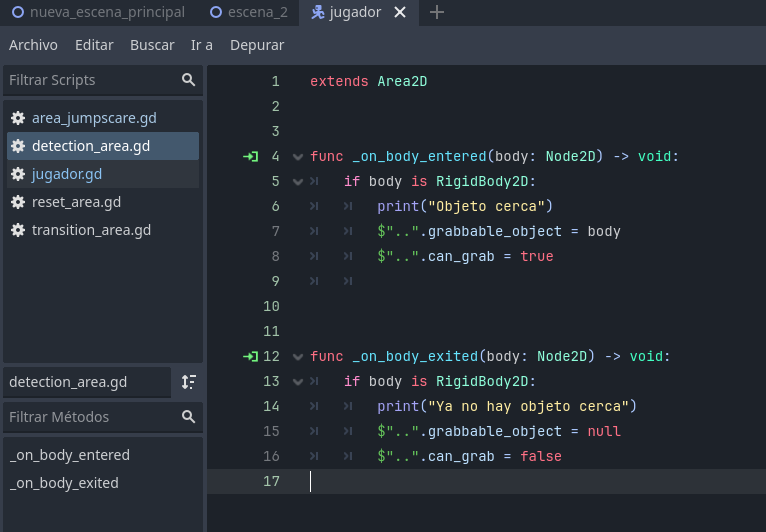 nueva_escena_principal escena_2 jugador
Archivo Editar Buscar Ir a Depurar
Filtrar Scripts
area_jumpscare.gd
detection_area.gd
jugador.gd
reset_area.gd
transition_area.gd
detection_area.gd
Filtrar Métodos
_on_body_entered
_on_body_exited
1 extends Area2D
2
3
4 func _on_body_entered(body: Node2D) -> void:
5 if body is RigidBody2D:
6 print("Objeto cerca")
7 $"..".grabbable_object = body
8 $"..".can_grab = true
9
10
11
12 func _on_body_exited(body: Node2D) -> void:
13 if body is RigidBody2D:
14 print("Ya no hay objeto cerca")
15 $"..".grabbable_object = null
16 $"..".can_grab = false
17